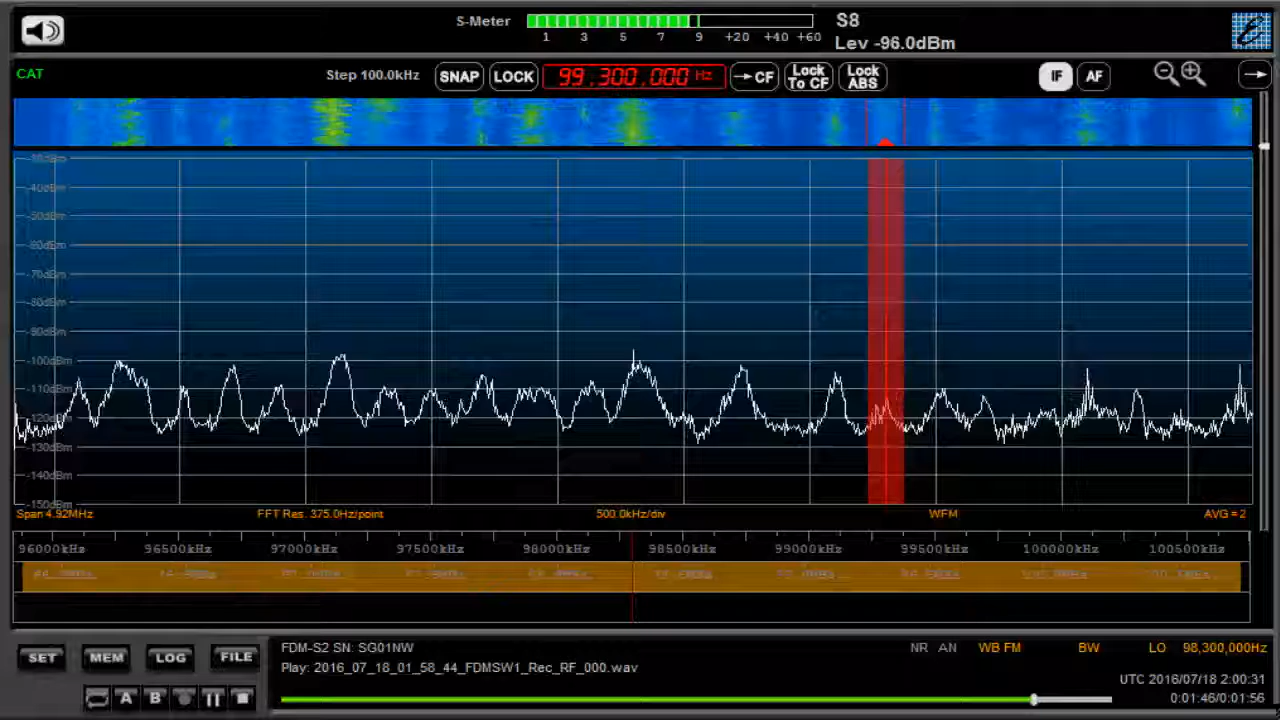 S-Meter
1 3 5 7 9 +20 +40 +60
S8
Lev -96.0dBm
CAT
Step 100.0kHz
SNAP
LOCK
99.300.000 Hz
→CF
Lock To CF
Lock ABS
IF
AF
-40dBm
-50dBm
-60dBm
-70dBm
-80dBm
-90dBm
-100dBm
-110dBm
-120dBm
-130dBm
-140dBm
-150dBm
Span 4.92MHz FFT Res. 375.0Hz/point 500.0kHz/div WFM AVG = 2
96000kHz 96500kHz 97000kHz 97500kHz 98000kHz 98500kHz 99000kHz 99500kHz 100000kHz 100500kHz
SET MEM LOG FILE
A B
FDM-S2 SN: SG01NW
NR AN WB FM BW LO 98,300,000Hz
Play: 2016_07_18_01_58_44_FDMSW1_Rec_RF_000.wav
UTC 2016/07/18 2:00:31
0:01:46/0:01:56